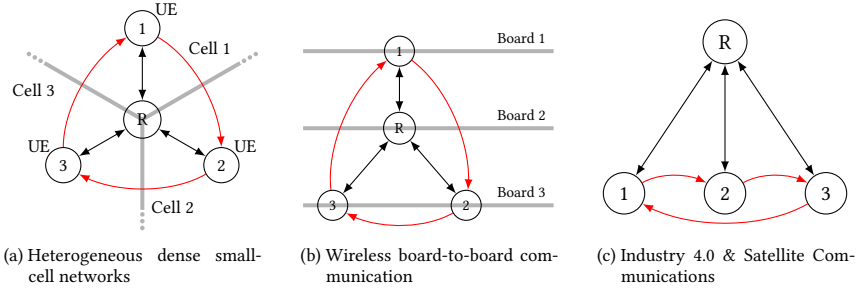 UE
1
Cell 1
Cell 3
R
UE
3
UE
2
Cell 2
(a) Heterogeneous dense small-
cell networks
Board 1
1
Board 2
R
Board 3
3
2
(b) Wireless board-to-board com-
munication
R
1
2
3
(c) Industry 4.0 & Satellite Com-
munications